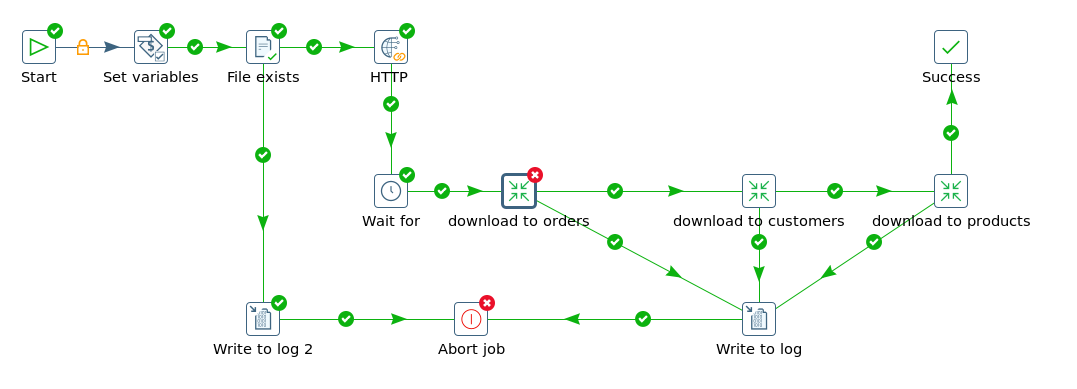 Start
Set variables
File exists
HTTP
Success
Wait for
download to orders
download to customers
download to products
Write to log 2
Abort job
Write to log